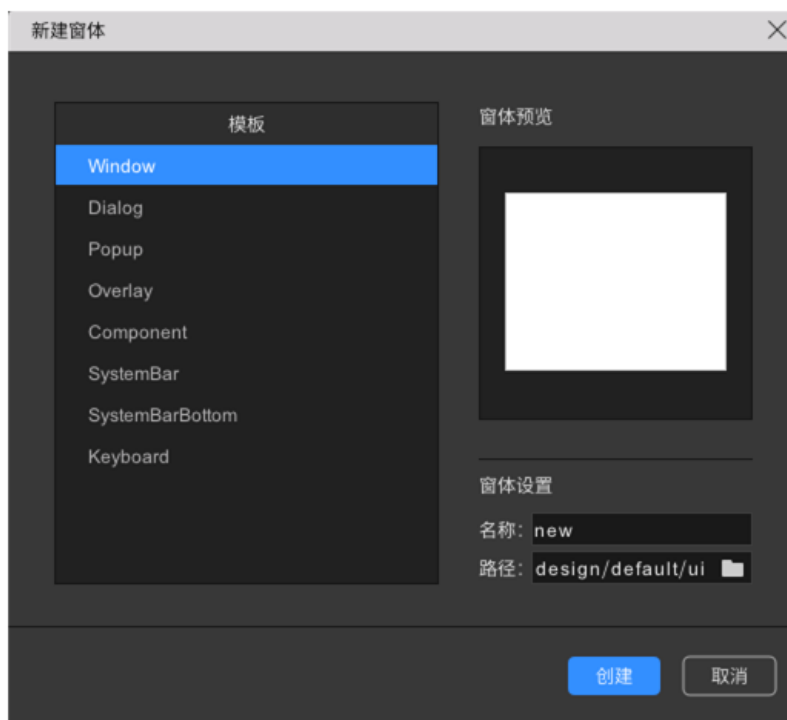 新建窗体
模板
Window
Dialog
Popup
Overlay
Component
SystemBar
SystemBarBottom
Keyboard
窗体预览
窗体设置
名称: new
路径: design/default/ui
创建
取消